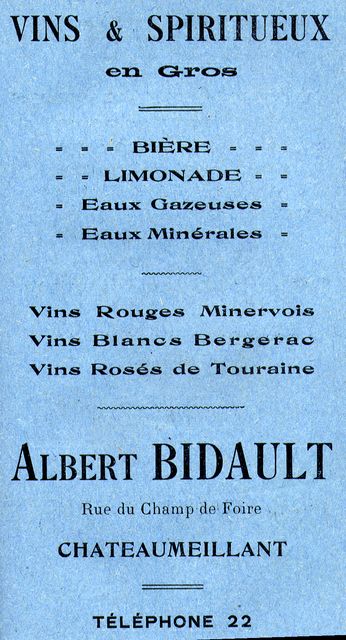 VINS & SPIRITUEUX
en Gros
= = = BIÈRE = = =
= = LIMONADE = =
= Eaux Gazeuses =
= Eaux Minérales =
Vins Rouges Minervois
Vins Blancs Bergerac
Vins Rosés de Touraine
ALBERT BIDAULT
Rue du Champ de Foire
CHATEAUMEILLANT
TÉLÉPHONE 22